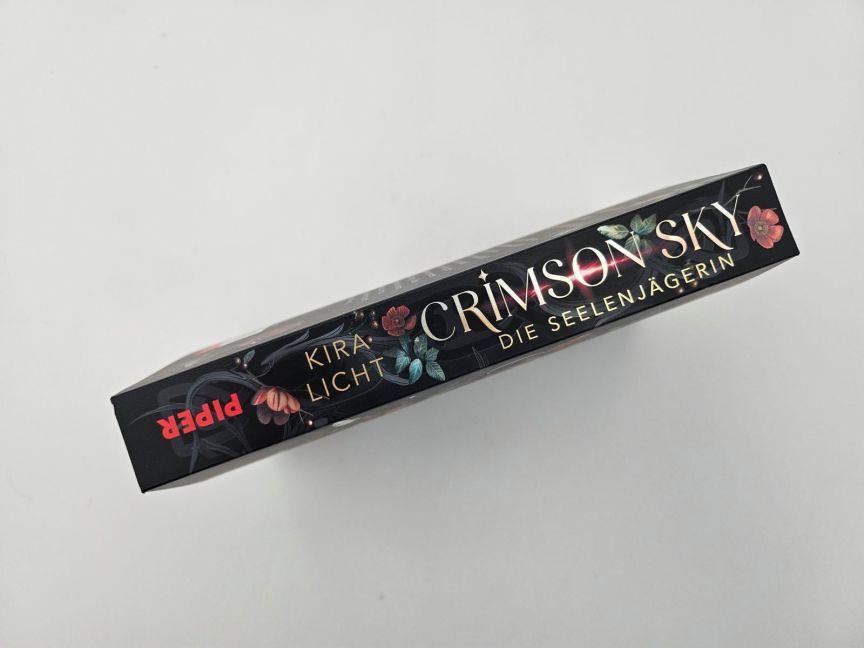 PIPER
KIRA
LICHT
CRIMSON SKY
DIE SEELENJÄGERIN